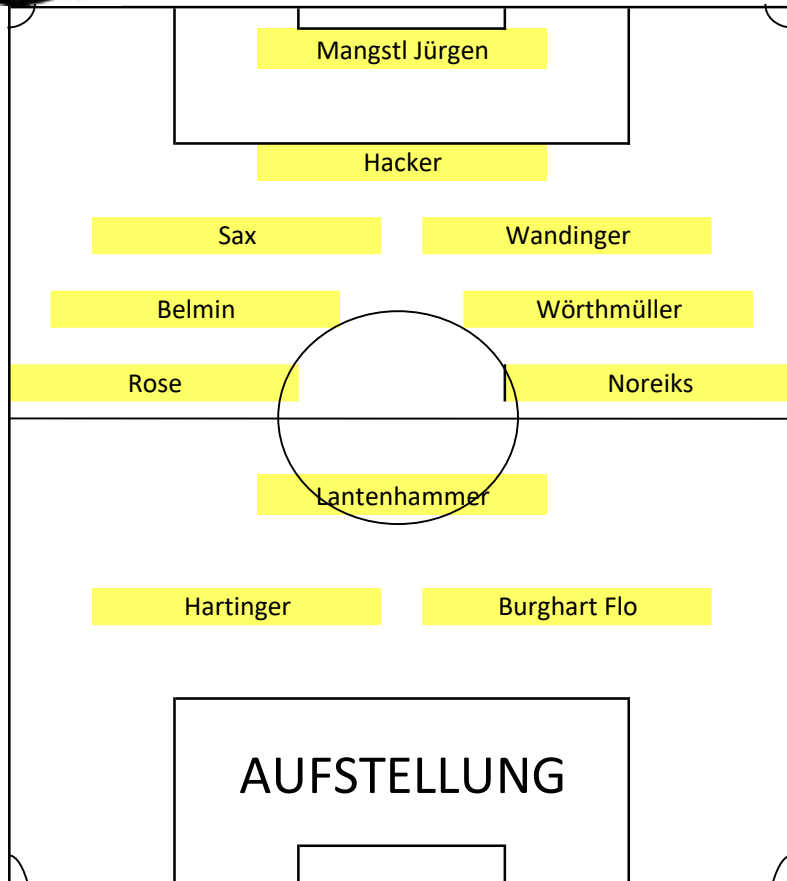 Mangstl Jürgen
Hacker
Sax
Wandinger
Belmin
Wörthmüller
Rose
Noreiks
Lantenhammer
Hartinger
Burghart Flo
AUFSTELLUNG